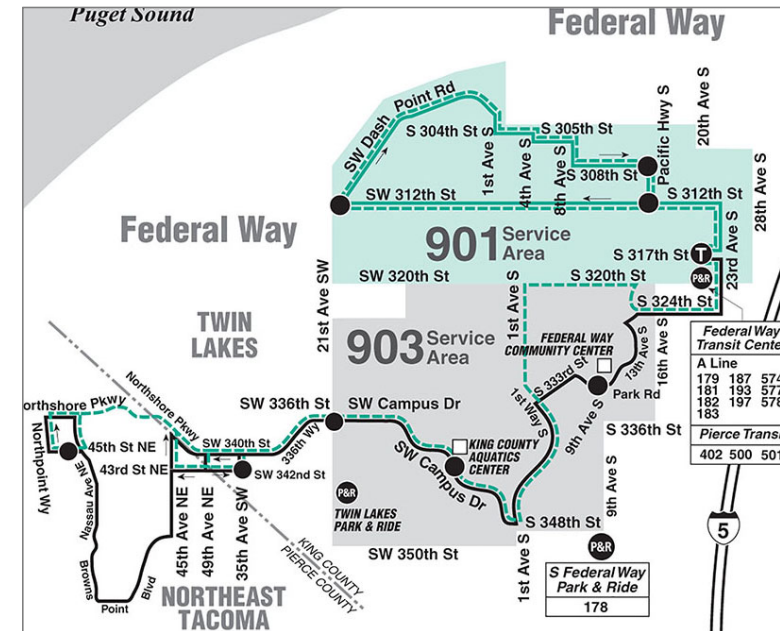 Puget Sound
Federal Way
SW Dash Point Rd
S 304th St
S 305th St
1st Ave S
4th Ave S
8th Ave S
S 308th St
Pacific Hwy S
20th Ave S
28th Ave S
SW 312th St
S 312th St
Federal Way
901 Service
Area
S 317th St
T
23rd Ave S
P&R
SW 320th St
S 320th St
S 324th St
21st Ave SW
1st Ave S
TWIN
LAKES
903 Service
Area
FEDERAL WAY
COMMUNITY CENTER
13th Ave S
16th Ave S
Federal Way
Transit Cente
A Line
179 187 574
181 193 577
182 197 578
183
Pierce Transi
402 500 501
S 333rd St
Park Rd
Northshore Pkwy
orthshore Pkwy
SW 336th St
SW Campus Dr
1st Way S
9th Ave S
S 336th St
336th Wy
SW 340th St
45th St NE
43rd St NE
SW 342nd St
Northpoint Wy
Nassau Ave NE
KING COUNTY
AQUATICS
CENTER
SW Campus Dr
P&R
TWIN LAKES
PARK & RIDE
9th Ave S
S 348th St
SW 350th St
1st Ave S
P&R
S Federal Way
Park & Ride
178
5
45th Ave NE
49th Ave NE
35th Ave SW
KING COUNTY
PIERCE COUNTY
Browns
Point
Blvd
NORTHEAST
TACOMA